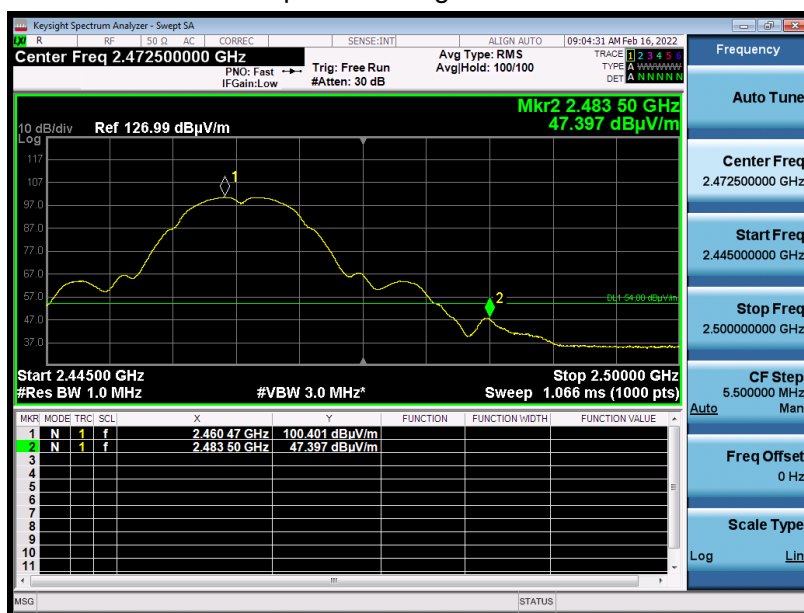 Keysight Spectrum Analyzer - Swept SA
LXI R RF 50 Ω AC CORREC SENSE:INT ALIGN AUTO 09:04:31 AM Feb 16, 2022
Center Freq 2.472500000 GHz
PNO: Fast
IFGain:Low
Trig: Free Run
#Atten: 30 dB
Avg Type: RMS
Avg|Hold: 100/100
TRACE 1 2 3 4 5 6
TYPE A WWWWW
DET A N N N N N
Mkr2 2.483 50 GHz
47.397 dBµV/m
10 dB/div Ref 126.99 dBµV/m
Log
117
107
97.0
87.0
77.0
67.0
57.0
47.0
37.0
1
2
DL1 54.00 dBµV/m
Start 2.44500 GHz Stop 2.50000 GHz
#Res BW 1.0 MHz #VBW 3.0 MHz* Sweep 1.066 ms (1000 pts)
MKR MODE TRC SCL X Y FUNCTION FUNCTION WIDTH FUNCTION VALUE
1 N 1 f 2.460 47 GHz 100.401 dBµV/m
2 N 1 f 2.483 50 GHz 47.397 dBµV/m
3
4
5
6
7
8
9
10
11
MSG STATUS
Frequency
Auto Tune
Center Freq
2.472500000 GHz
Start Freq
2.445000000 GHz
Stop Freq
2.500000000 GHz
CF Step
5.500000 MHz
Auto Man
Freq Offset
0 Hz
Scale Type
Log Lin